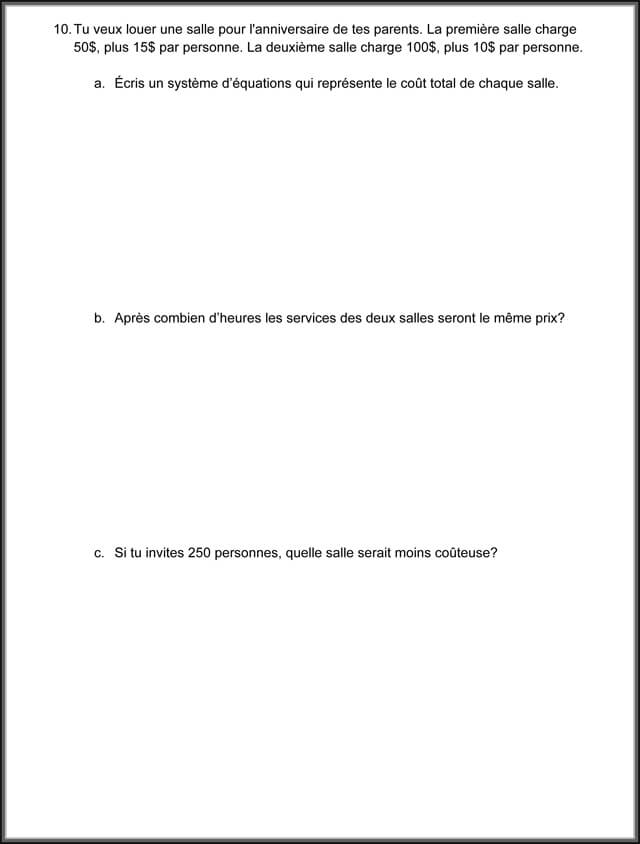 10. Tu veux louer une salle pour l'anniversaire de tes parents. La première salle charge
50$, plus 15$ par personne. La deuxième salle charge 100$, plus 10$ par personne.
a. Écris un système d'équations qui représente le coût total de chaque salle.
b. Après combien d'heures les services des deux salles seront le même prix?
c. Si tu invites 250 personnes, quelle salle serait moins coûteuse?